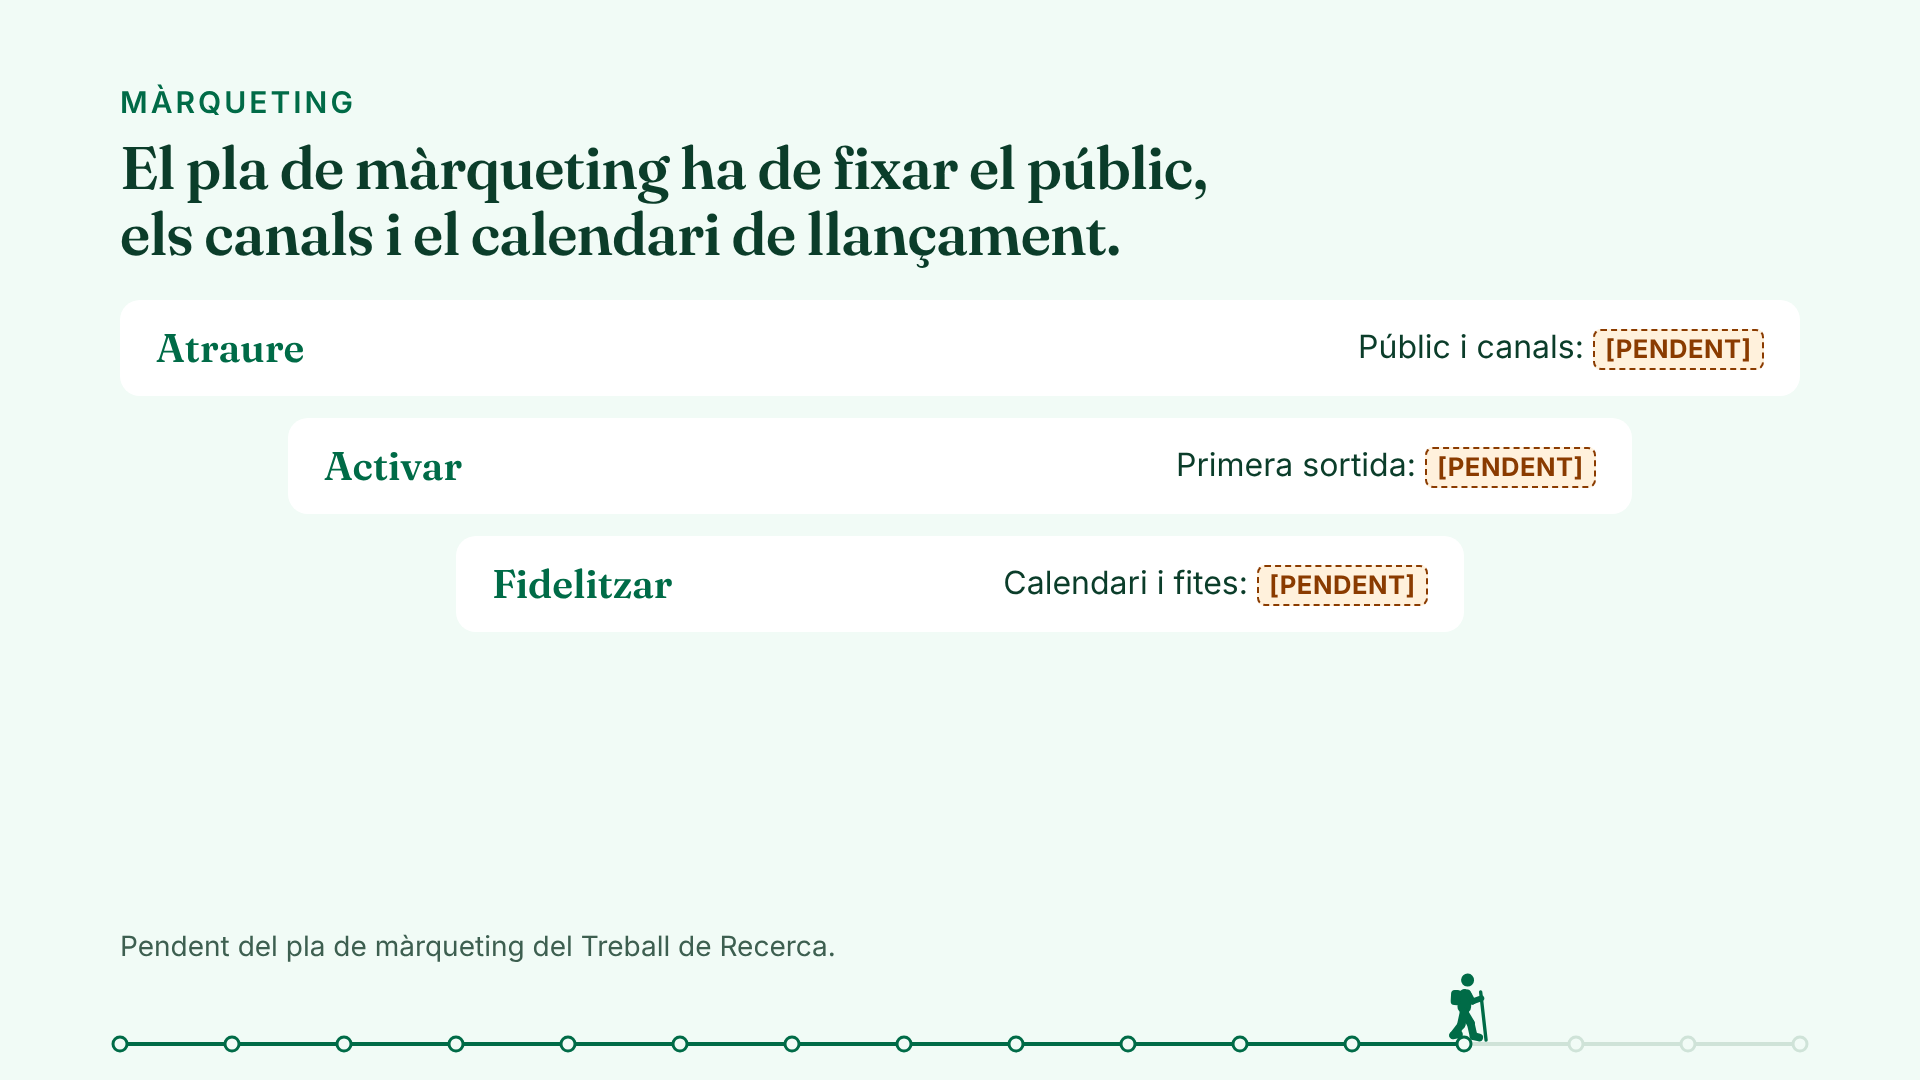 MÀRQUETING
El pla de màrqueting ha de fixar el públic,
els canals i el calendari de llançament.
Atraure
Públic i canals: [PENDENT]
Activar
Primera sortida: [PENDENT]
Fidelitzar
Calendari i fites: [PENDENT]
Pendent del pla de màrqueting del Treball de Recerca.